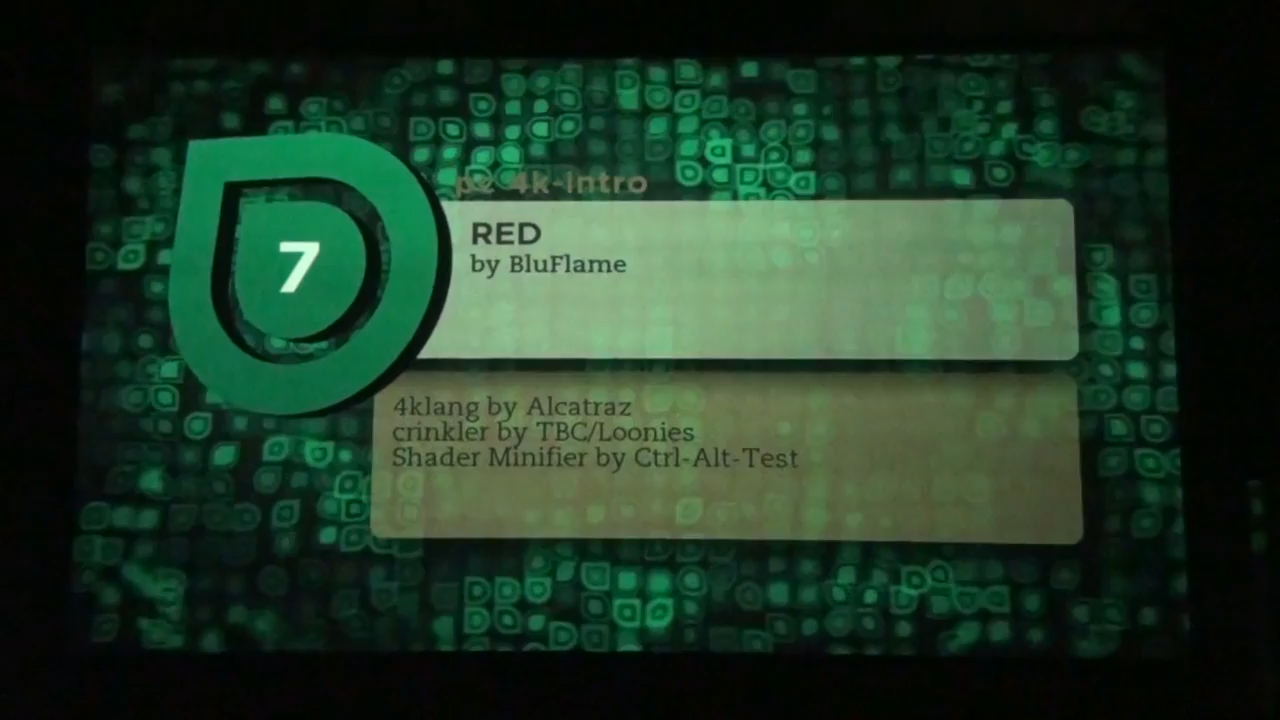 pc 4k-intro
7
RED
by BluFlame
4klang by Alcatraz
crinkler by TBC/Loonies
Shader Minifier by Ctrl-Alt-Test